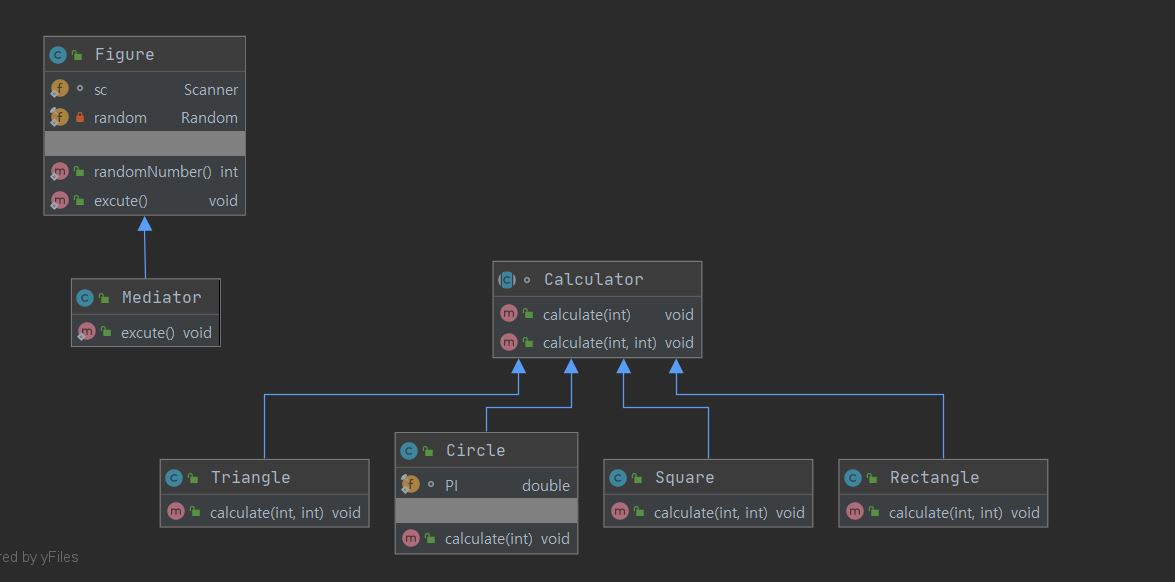 Figure
sc Scanner
random Random
randomNumber() int
excute() void
Mediator
excute() void
Calculator
calculate(int) void
calculate(int, int) void
Triangle
calculate(int, int) void
Circle
PI double
calculate(int) void
Square
calculate(int, int) void
Rectangle
calculate(int, int) void
red by yFiles